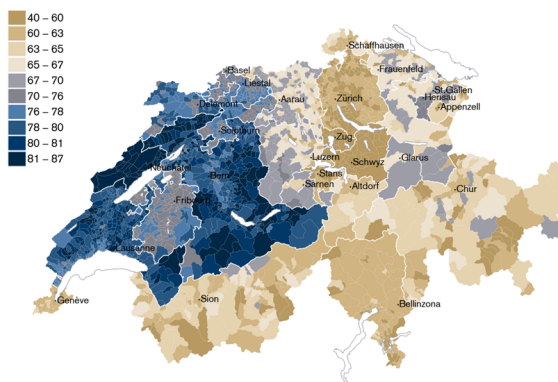 40 – 60
60 – 63
63 – 65
65 – 67
67 – 70
70 – 76
76 – 78
78 – 80
80 – 81
81 – 87
Schaffhausen
Basel
Frauenfeld
Liestal
St.Gallen
Delémont
Aarau
Zürich
Herisau
Appenzell
Solothurn
Zug
Neuchâtel
Luzern
Schwyz
Glarus
Bern
Stans
Sarnen
Altdorf
Chur
Fribourg
Lausanne
Genève
Sion
Bellinzona